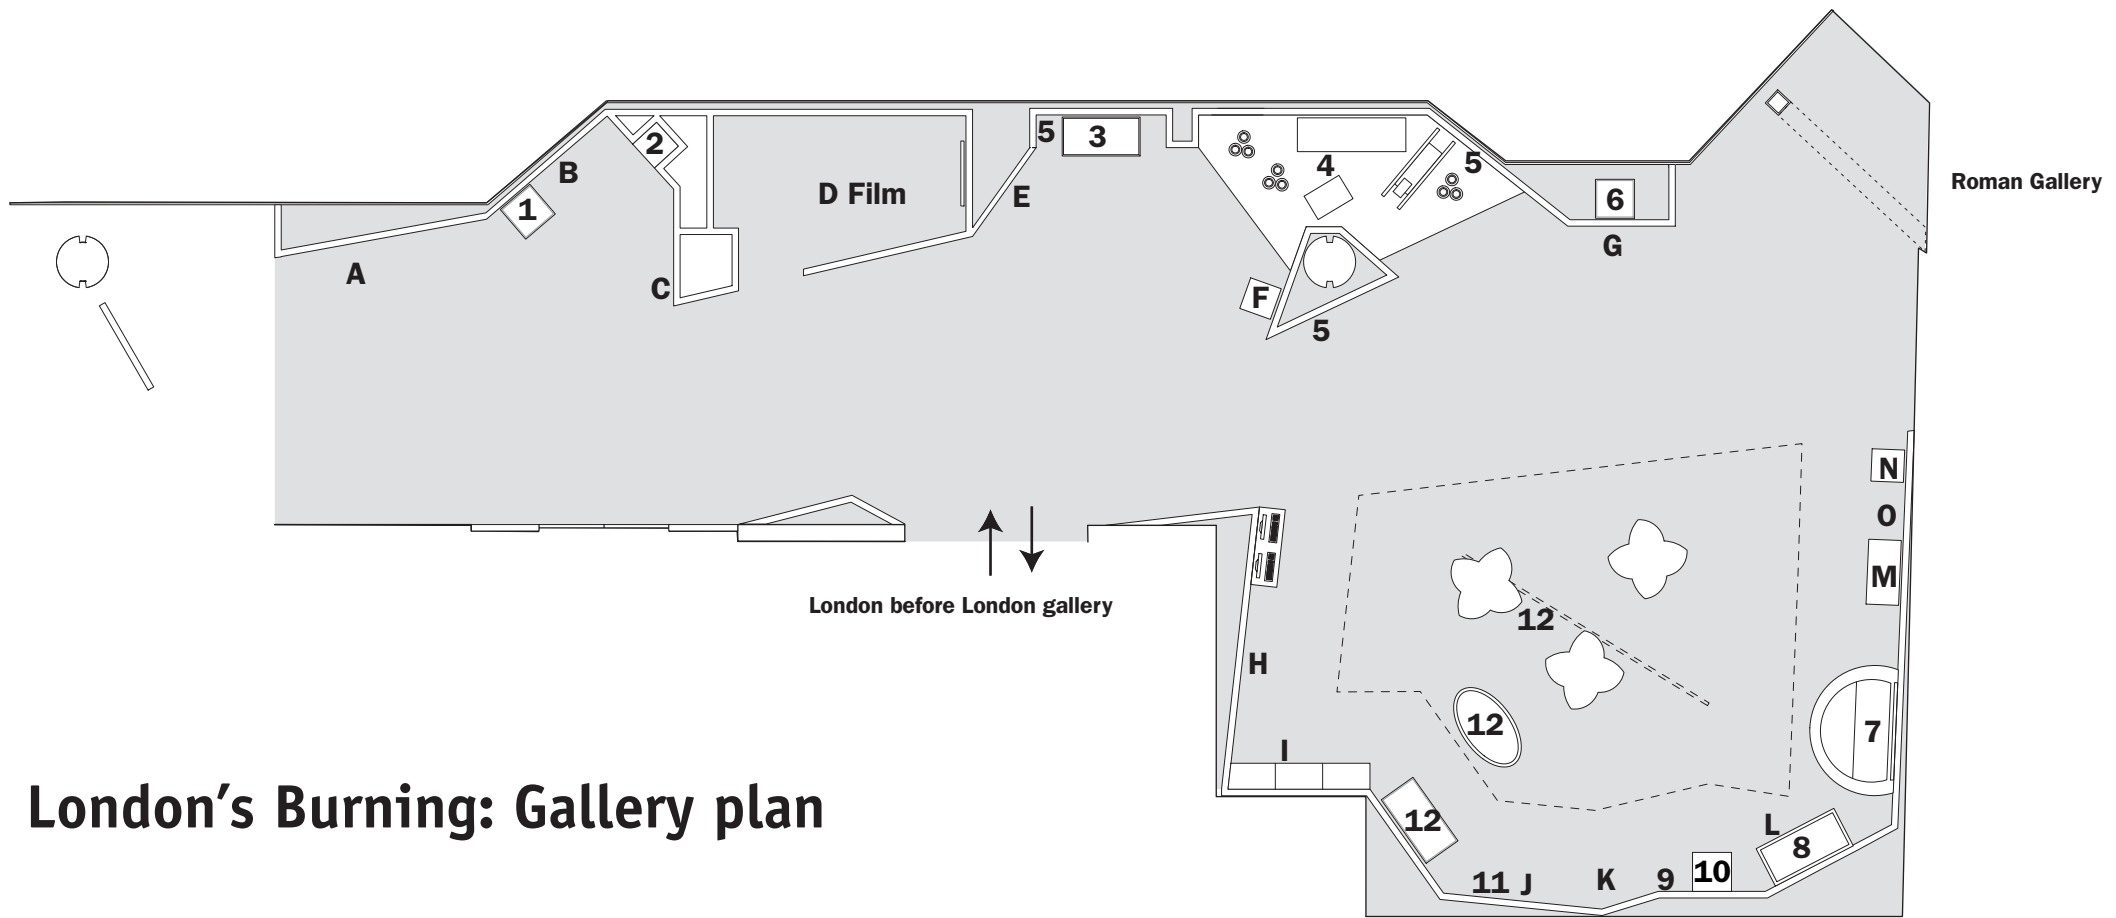 2
5
3
B
4
5
D Film
Roman Gallery
1
E
6
G
A
C
F
5
N
O
M
London before London gallery
12
H
12
7
I
London's Burning: Gallery plan
12
L
8
11 J
K
9
10